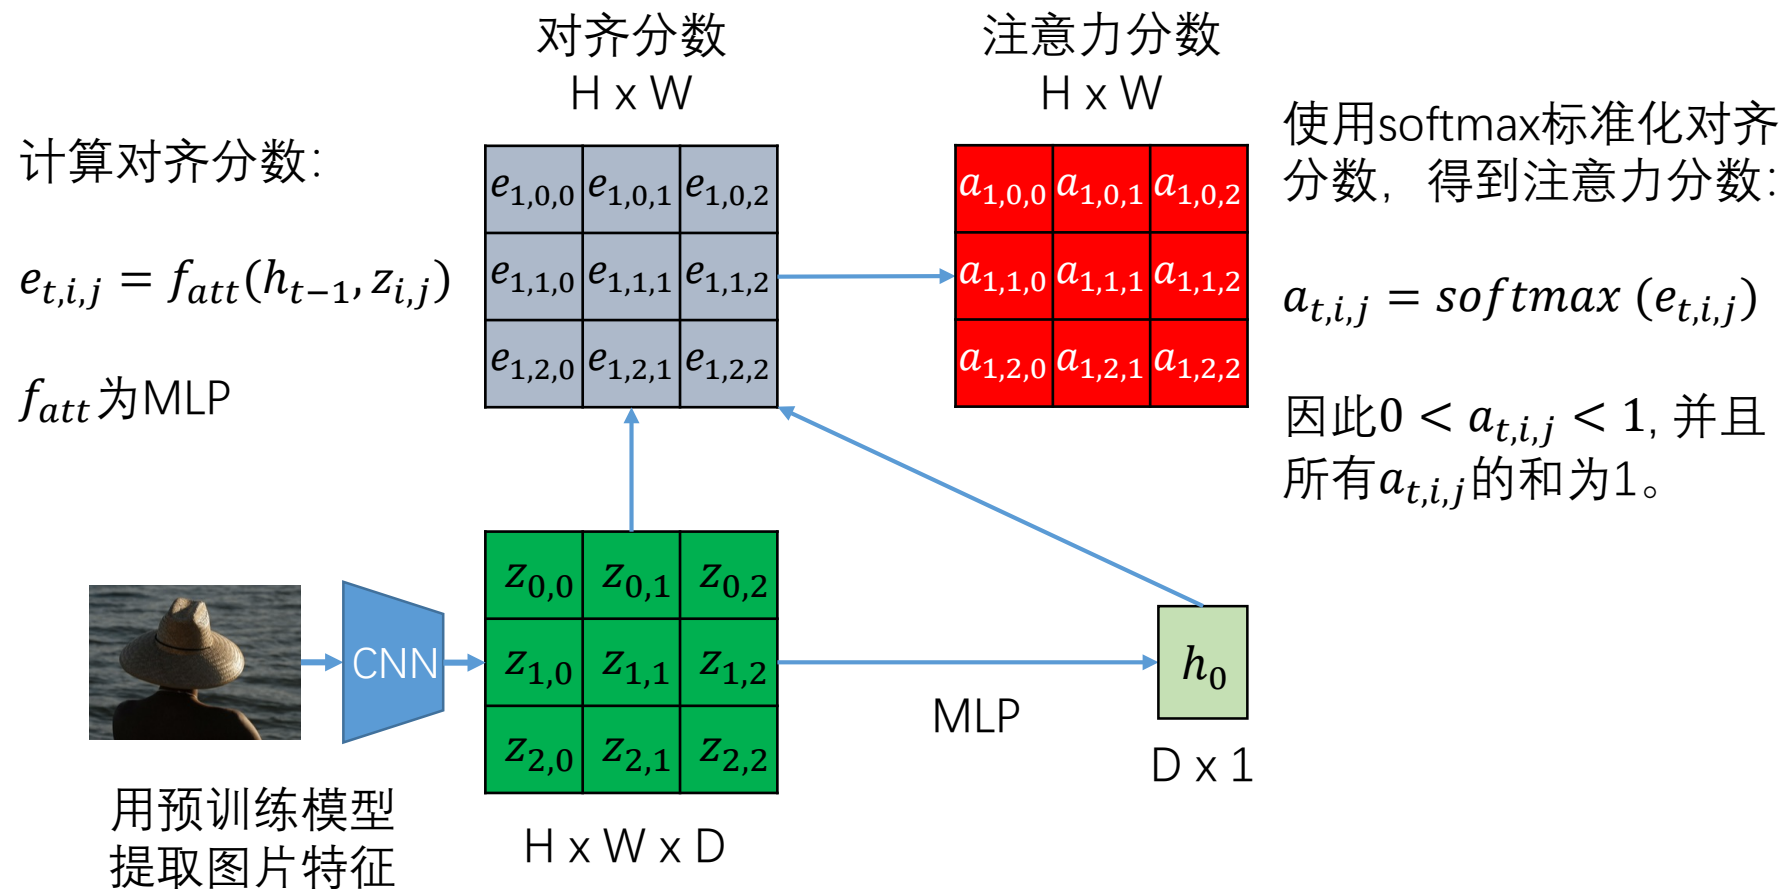 对齐分数
H x W
注意力分数
H x W
计算对齐分数:
e_{t,i,j} = f_{att}(h_{t-1}, z_{i,j})
f_{att}为MLP
e_{1,0,0} e_{1,0,1} e_{1,0,2}
e_{1,1,0} e_{1,1,1} e_{1,1,2}
e_{1,2,0} e_{1,2,1} e_{1,2,2}
a_{1,0,0} a_{1,0,1} a_{1,0,2}
a_{1,1,0} a_{1,1,1} a_{1,1,2}
a_{1,2,0} a_{1,2,1} a_{1,2,2}
使用softmax标准化对齐
分数，得到注意力分数:
a_{t,i,j} = softmax (e_{t,i,j})
因此0 < a_{t,i,j} < 1, 并且
所有a_{t,i,j}的和为1。
CNN
z_{0,0} z_{0,1} z_{0,2}
z_{1,0} z_{1,1} z_{1,2}
z_{2,0} z_{2,1} z_{2,2}
MLP
h_0
D x 1
用预训练模型
提取图片特征
H x W x D